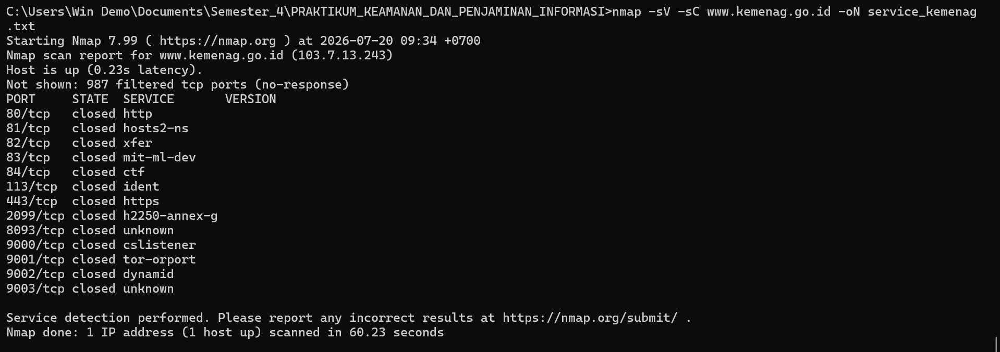 C:\Users\Win Demo\Documents\Semester_4\PRAKTIKUM_KEAMANAN_DAN_PENJAMINAN_INFORMASI>nmap -sV -sC www.kemenag.go.id -oN service_kemenag
.txt
Starting Nmap 7.99 ( https://nmap.org ) at 2026-07-20 09:34 +0700
Nmap scan report for www.kemenag.go.id (103.7.13.243)
Host is up (0.23s latency).
Not shown: 987 filtered tcp ports (no-response)
PORT     STATE  SERVICE       VERSION
80/tcp   closed http
81/tcp   closed hosts2-ns
82/tcp   closed xfer
83/tcp   closed mit-ml-dev
84/tcp   closed ctf
113/tcp  closed ident
443/tcp  closed https
2099/tcp closed h2250-annex-g
8093/tcp closed unknown
9000/tcp closed cslistener
9001/tcp closed tor-orport
9002/tcp closed dynamid
9003/tcp closed unknown

Service detection performed. Please report any incorrect results at https://nmap.org/submit/ .
Nmap done: 1 IP address (1 host up) scanned in 60.23 seconds